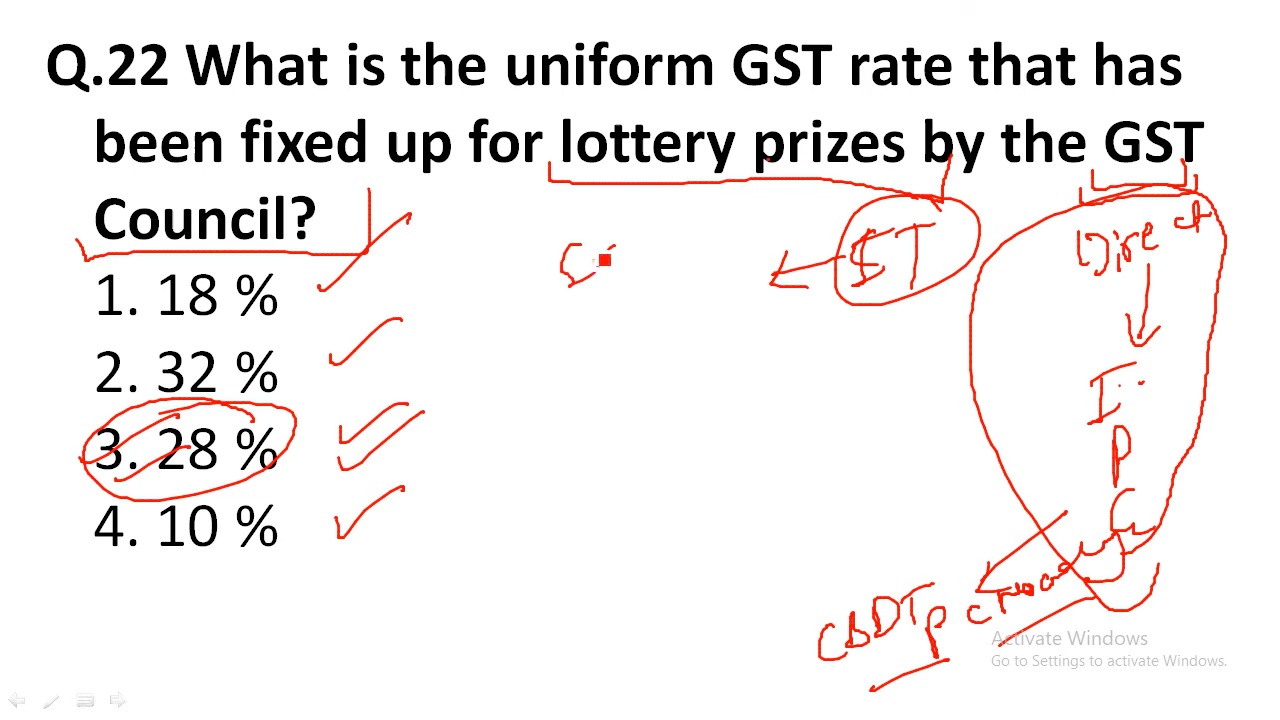 Q.22 What is the uniform GST rate that has
been fixed up for lottery prizes by the GST
Council?
1. 18 %
2. 32 %
3. 28 %
4. 10 %
Direct
I.
P
C
CBDT
Activate Windows
Go to Settings to activate Windows.